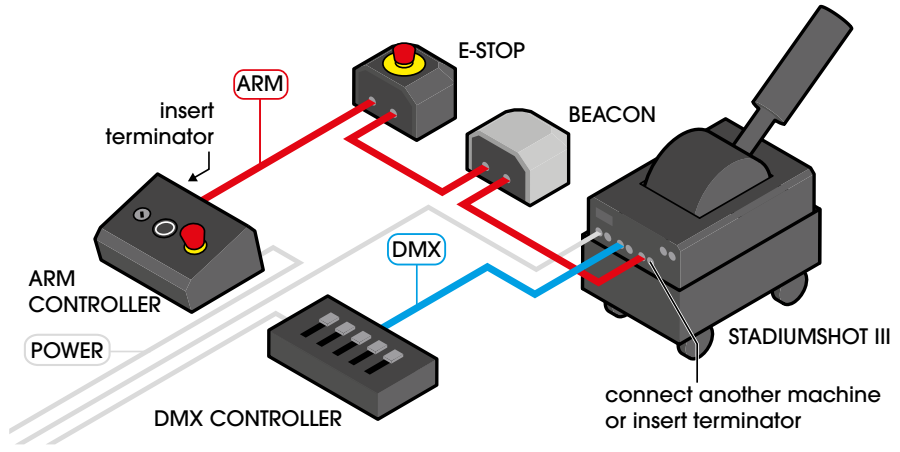 E-STOP
ARM
insert
terminator
BEACON
DMX
ARM
CONTROLLER
POWER
STADIUMSHOT III
connect another machine
or insert terminator
DMX CONTROLLER